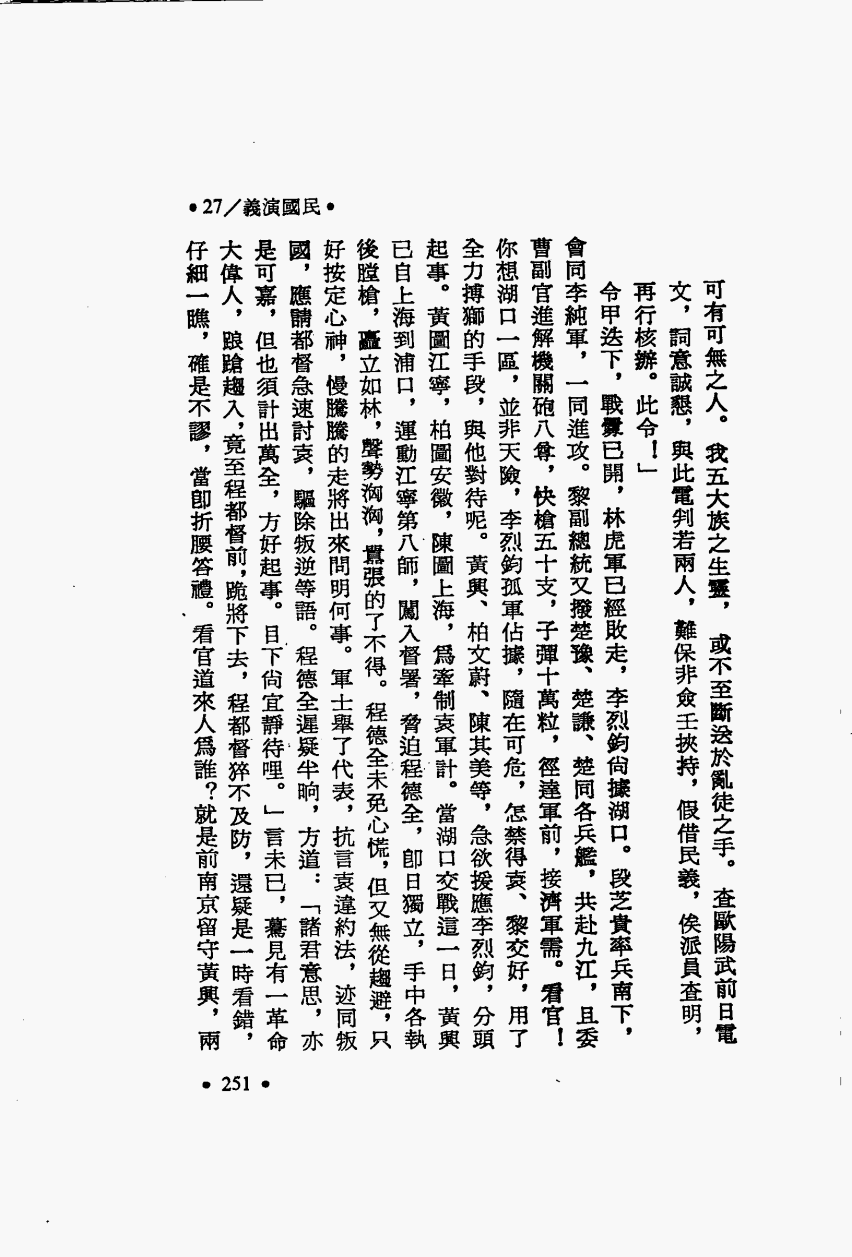 •27/義演國民•
可有可無之人。我五大族之生靈，或不至斷送於亂徒之手。查歐陽武前日電
文，詞意誠懇，與此電判若兩人，難保非僉壬挾持，假借民義，俟派員查明，
再行核辦。此令！」
令甲迭下，戰釁已開，林虎軍已經敗走，李烈鈞尙據湖口。段芝貴率兵南下，
會同李純軍，一同進攻。黎副總統又撥楚豫、楚謙、楚同各兵艦，共赴九江，且委
曹副官進解機關砲八尊，快槍五十支，子彈十萬粒，徑達軍前，接濟軍需。看官！
你想湖口一區，並非天險，李烈鈞孤軍佔據，隨在可危，怎禁得袁、黎交好，用了
全力搏獅的手段，與他對待呢。黃興、柏文蔚、陳其美等，急欲援應李烈鈞，分頭
起事。黃圖江寧，柏圖安徽，陳圖上海，爲牽制袁軍計。當湖口交戰這一日，黃興
已自上海到浦口，運動江寧第八師，闖入督署，脅迫程德全，卽日獨立，手中各執
後膛槍，矗立如林，聲勢洶洶，囂張的了不得。程德全未免心慌，但又無從趨避，只
好按定心神，慢騰騰的走將出來問明何事。軍士舉了代表，抗言袁違約法，迹同叛
國，應請都督急速討袁，驅除叛逆等語。程德全遲疑半晌，方道：「諸君意思，亦
是可嘉，但也須計出萬全，方好起事。目下尙宜靜待哩。」言未已，驀見有一革命
大偉人，踉蹌趨入，竟至程都督前，跪將下去，程都督猝不及防，還疑是一時看錯，
仔細一瞧，確是不謬，當卽折腰答禮。看官道來人爲誰？就是前南京留守黃興，兩
•251•